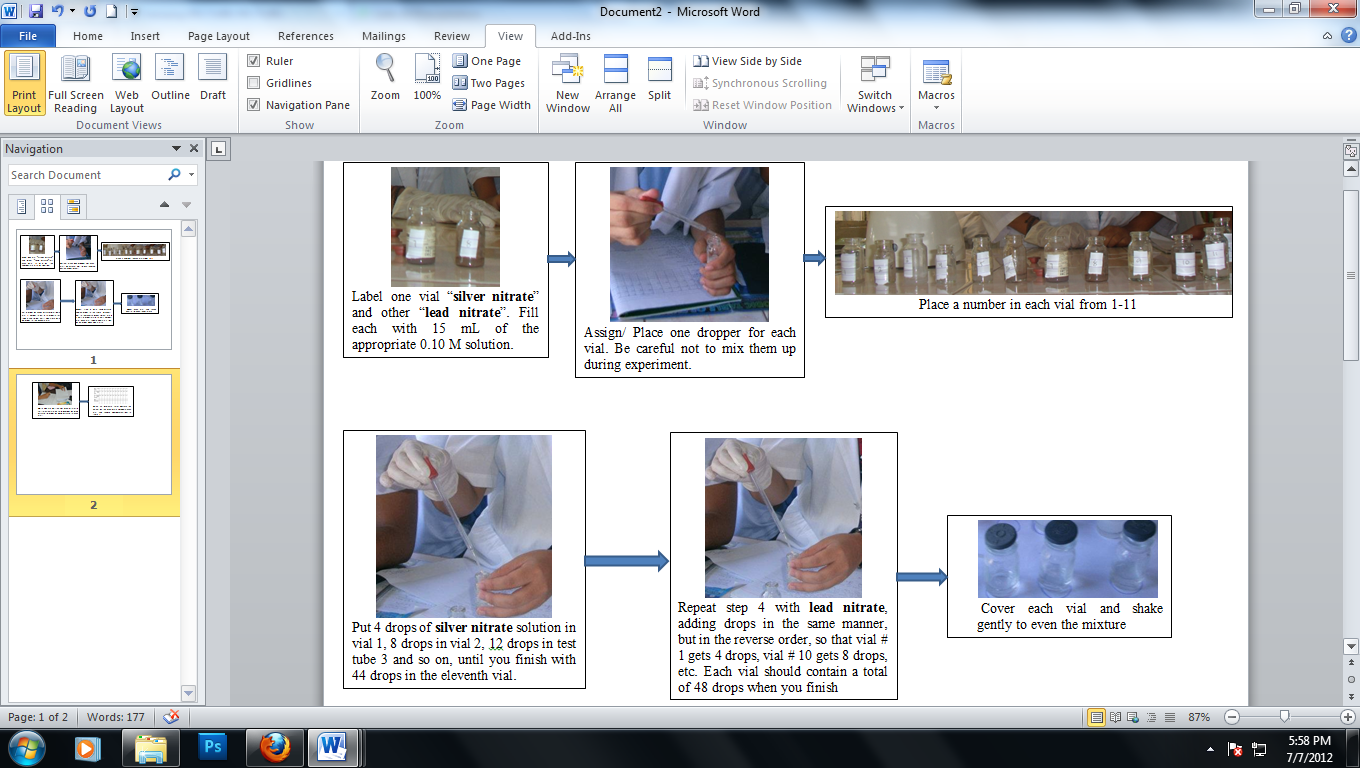 Document2 - Microsoft Word
File Home Insert Page Layout References Mailings Review View Add-Ins
Print Layout
Full Screen Reading
Web Layout
Outline
Draft
Document Views
Ruler
Gridlines
Navigation Pane
Show
Zoom
100%
One Page
Two Pages
Page Width
Zoom
New Window
Arrange All
Split
View Side by Side
Synchronous Scrolling
Reset Window Position
Window
Switch Windows
Macros
Macros
Navigation
Search Document
1
2
Label one vial “silver nitrate”
and other “lead nitrate”. Fill
each with 15 mL of the
appropriate 0.10 M solution.
Assign/ Place one dropper for each
vial. Be careful not to mix them up
during experiment.
Place a number in each vial from 1-11
Put 4 drops of silver nitrate solution in
vial 1, 8 drops in vial 2, 12 drops in test
tube 3 and so on, until you finish with
44 drops in the eleventh vial.
Repeat step 4 with lead nitrate,
adding drops in the same manner,
but in the reverse order, so that vial #
1 gets 4 drops, vial # 10 gets 8 drops,
etc. Each vial should contain a total
of 48 drops when you finish
Cover each vial and shake
gently to even the mixture
Page: 1 of 2 Words: 177 87%
Ps
5:58 PM
7/7/2012